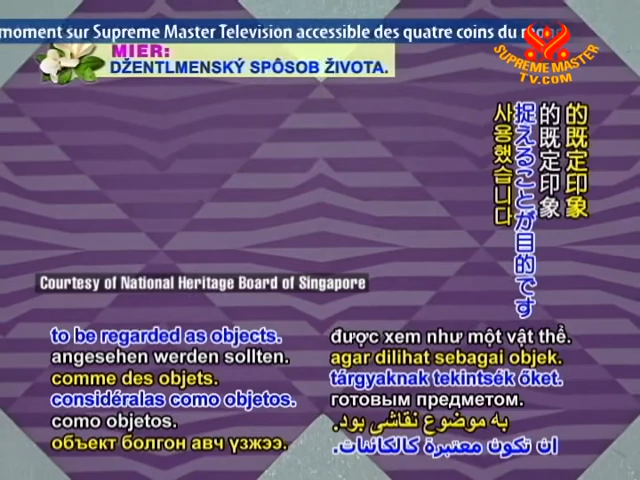 moment sur Supreme Master Television accessible des quatre coins du
SUPREME MASTER
TV.COM
MIER:
DŽENTLMENSKÝ SPÔSOB ŽIVOTA.
的既定印象
的既定印象
捉えることが目的です
사용했습니다
Courtesy of National Heritage Board of Singapore
to be regarded as objects.
angesehen werden sollten.
comme des objets.
considéralas como objetos.
como objetos.
объект болгон авч үзжээ.
được xem như một vật thể.
agar dilihat sebagai objek.
tárgyaknak tekintsék őket.
готовым предметом.
به موضوع نقاشی بود.
ان تكون معتبرة كالكائنات.